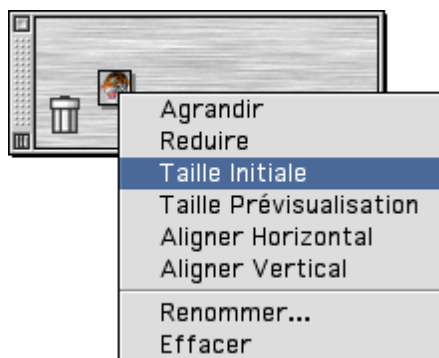 Agrandir
Reduire
Taille Initiale
Taille Prévisualisation
Aligner Horizontal
Aligner Vertical
Renommer...
Effacer